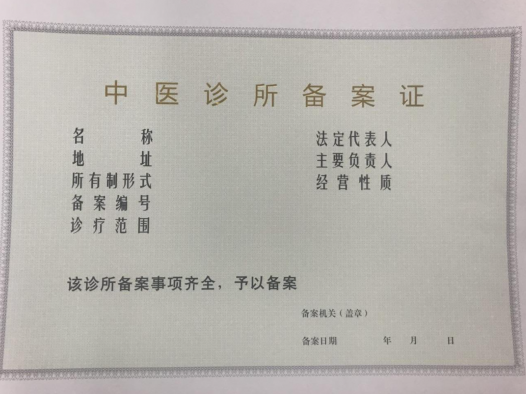 中医诊所备案证
名称 法定代表人
地址 主要负责人
所有制形式 经营性质
备案编号
诊疗范围
该诊所备案事项齐全，予以备案
备案机关（盖章）
备案日期 年 月 日